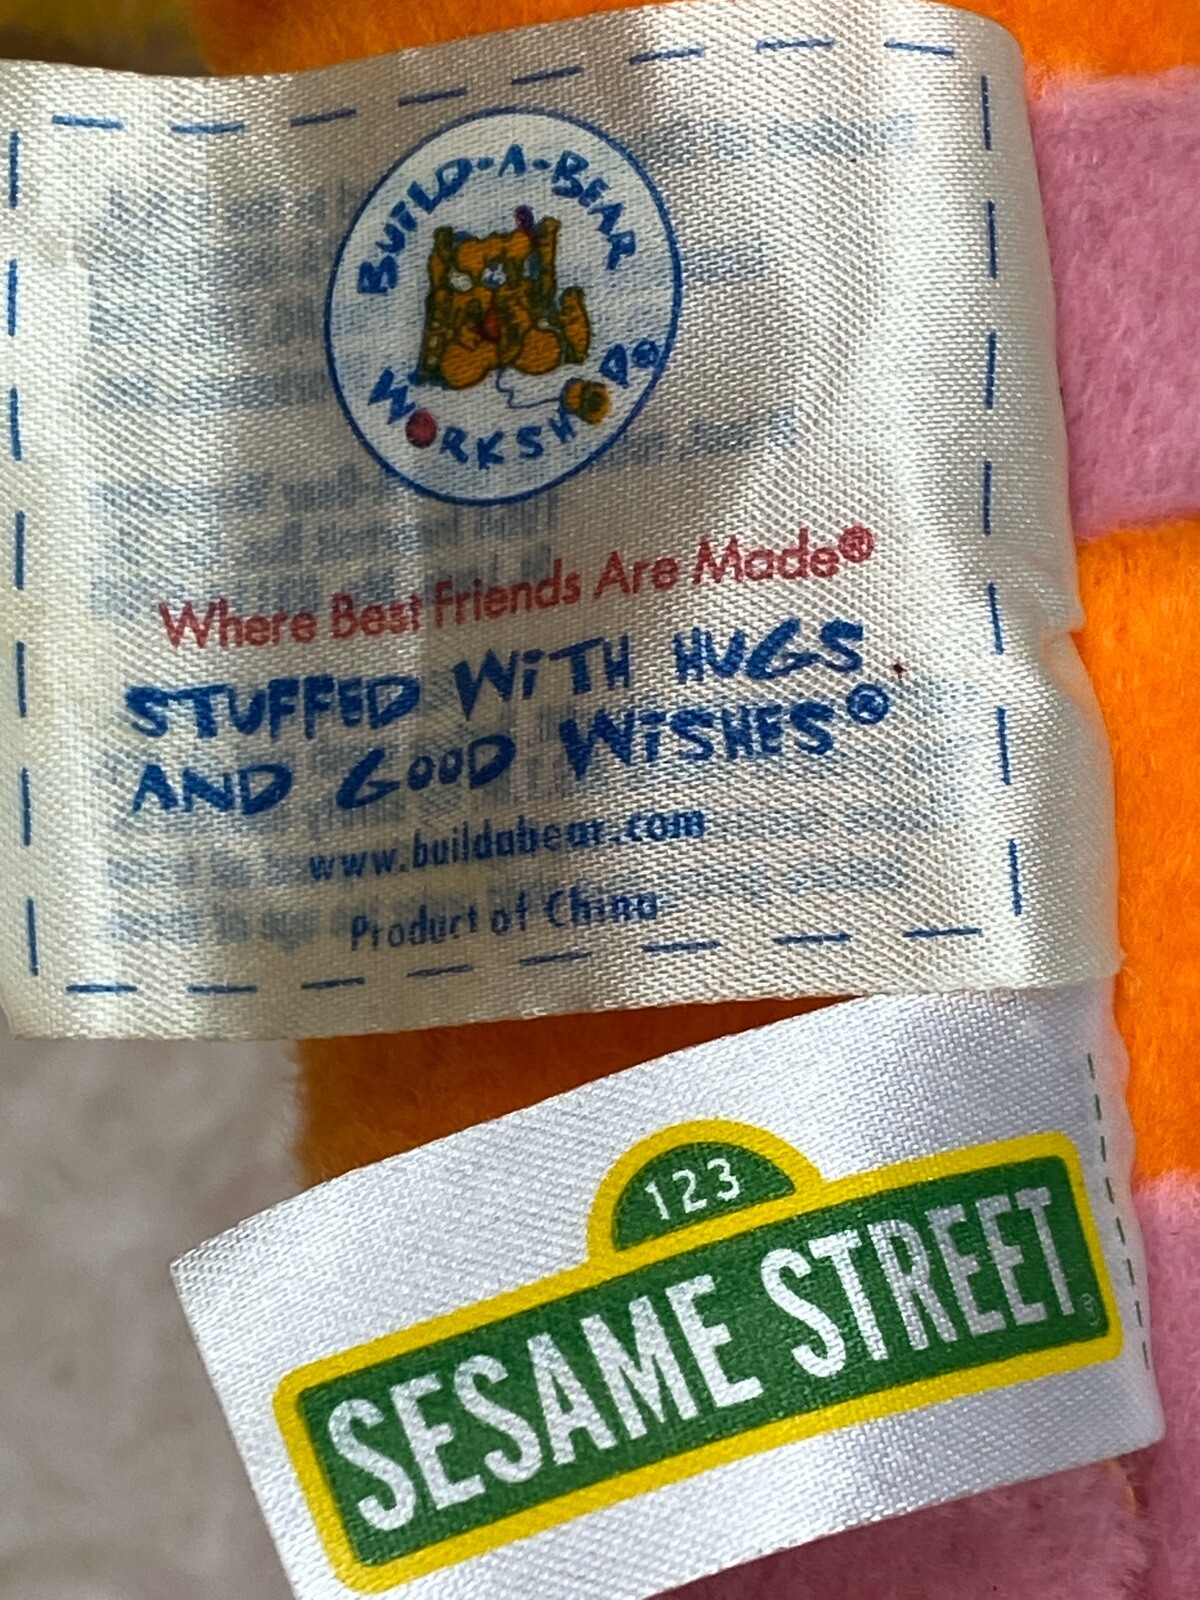 BUILD-A-BEAR
WORKSHOP®
Where Best Friends Are Made®
STUFFED WITH HUGS
AND GOOD WISHES®
www.buildabear.com
Product of China
123
SESAME STREET®